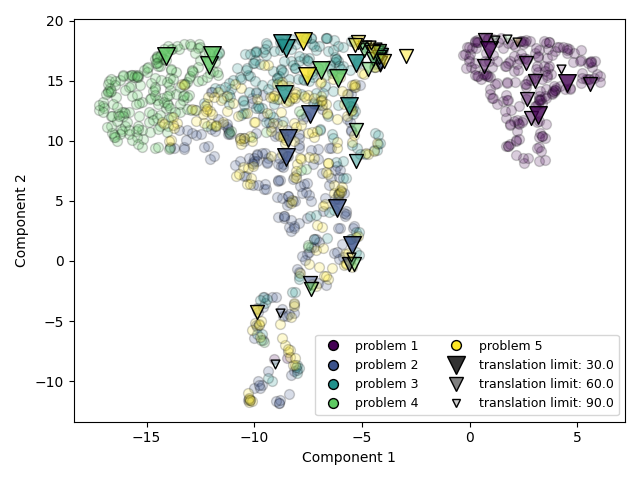 20
15
10
5
0
−5
−10
Component 2
−15
−10
−5
0
5
Component 1
problem 1
problem 2
problem 3
problem 4
problem 5
translation limit: 30.0
translation limit: 60.0
translation limit: 90.0